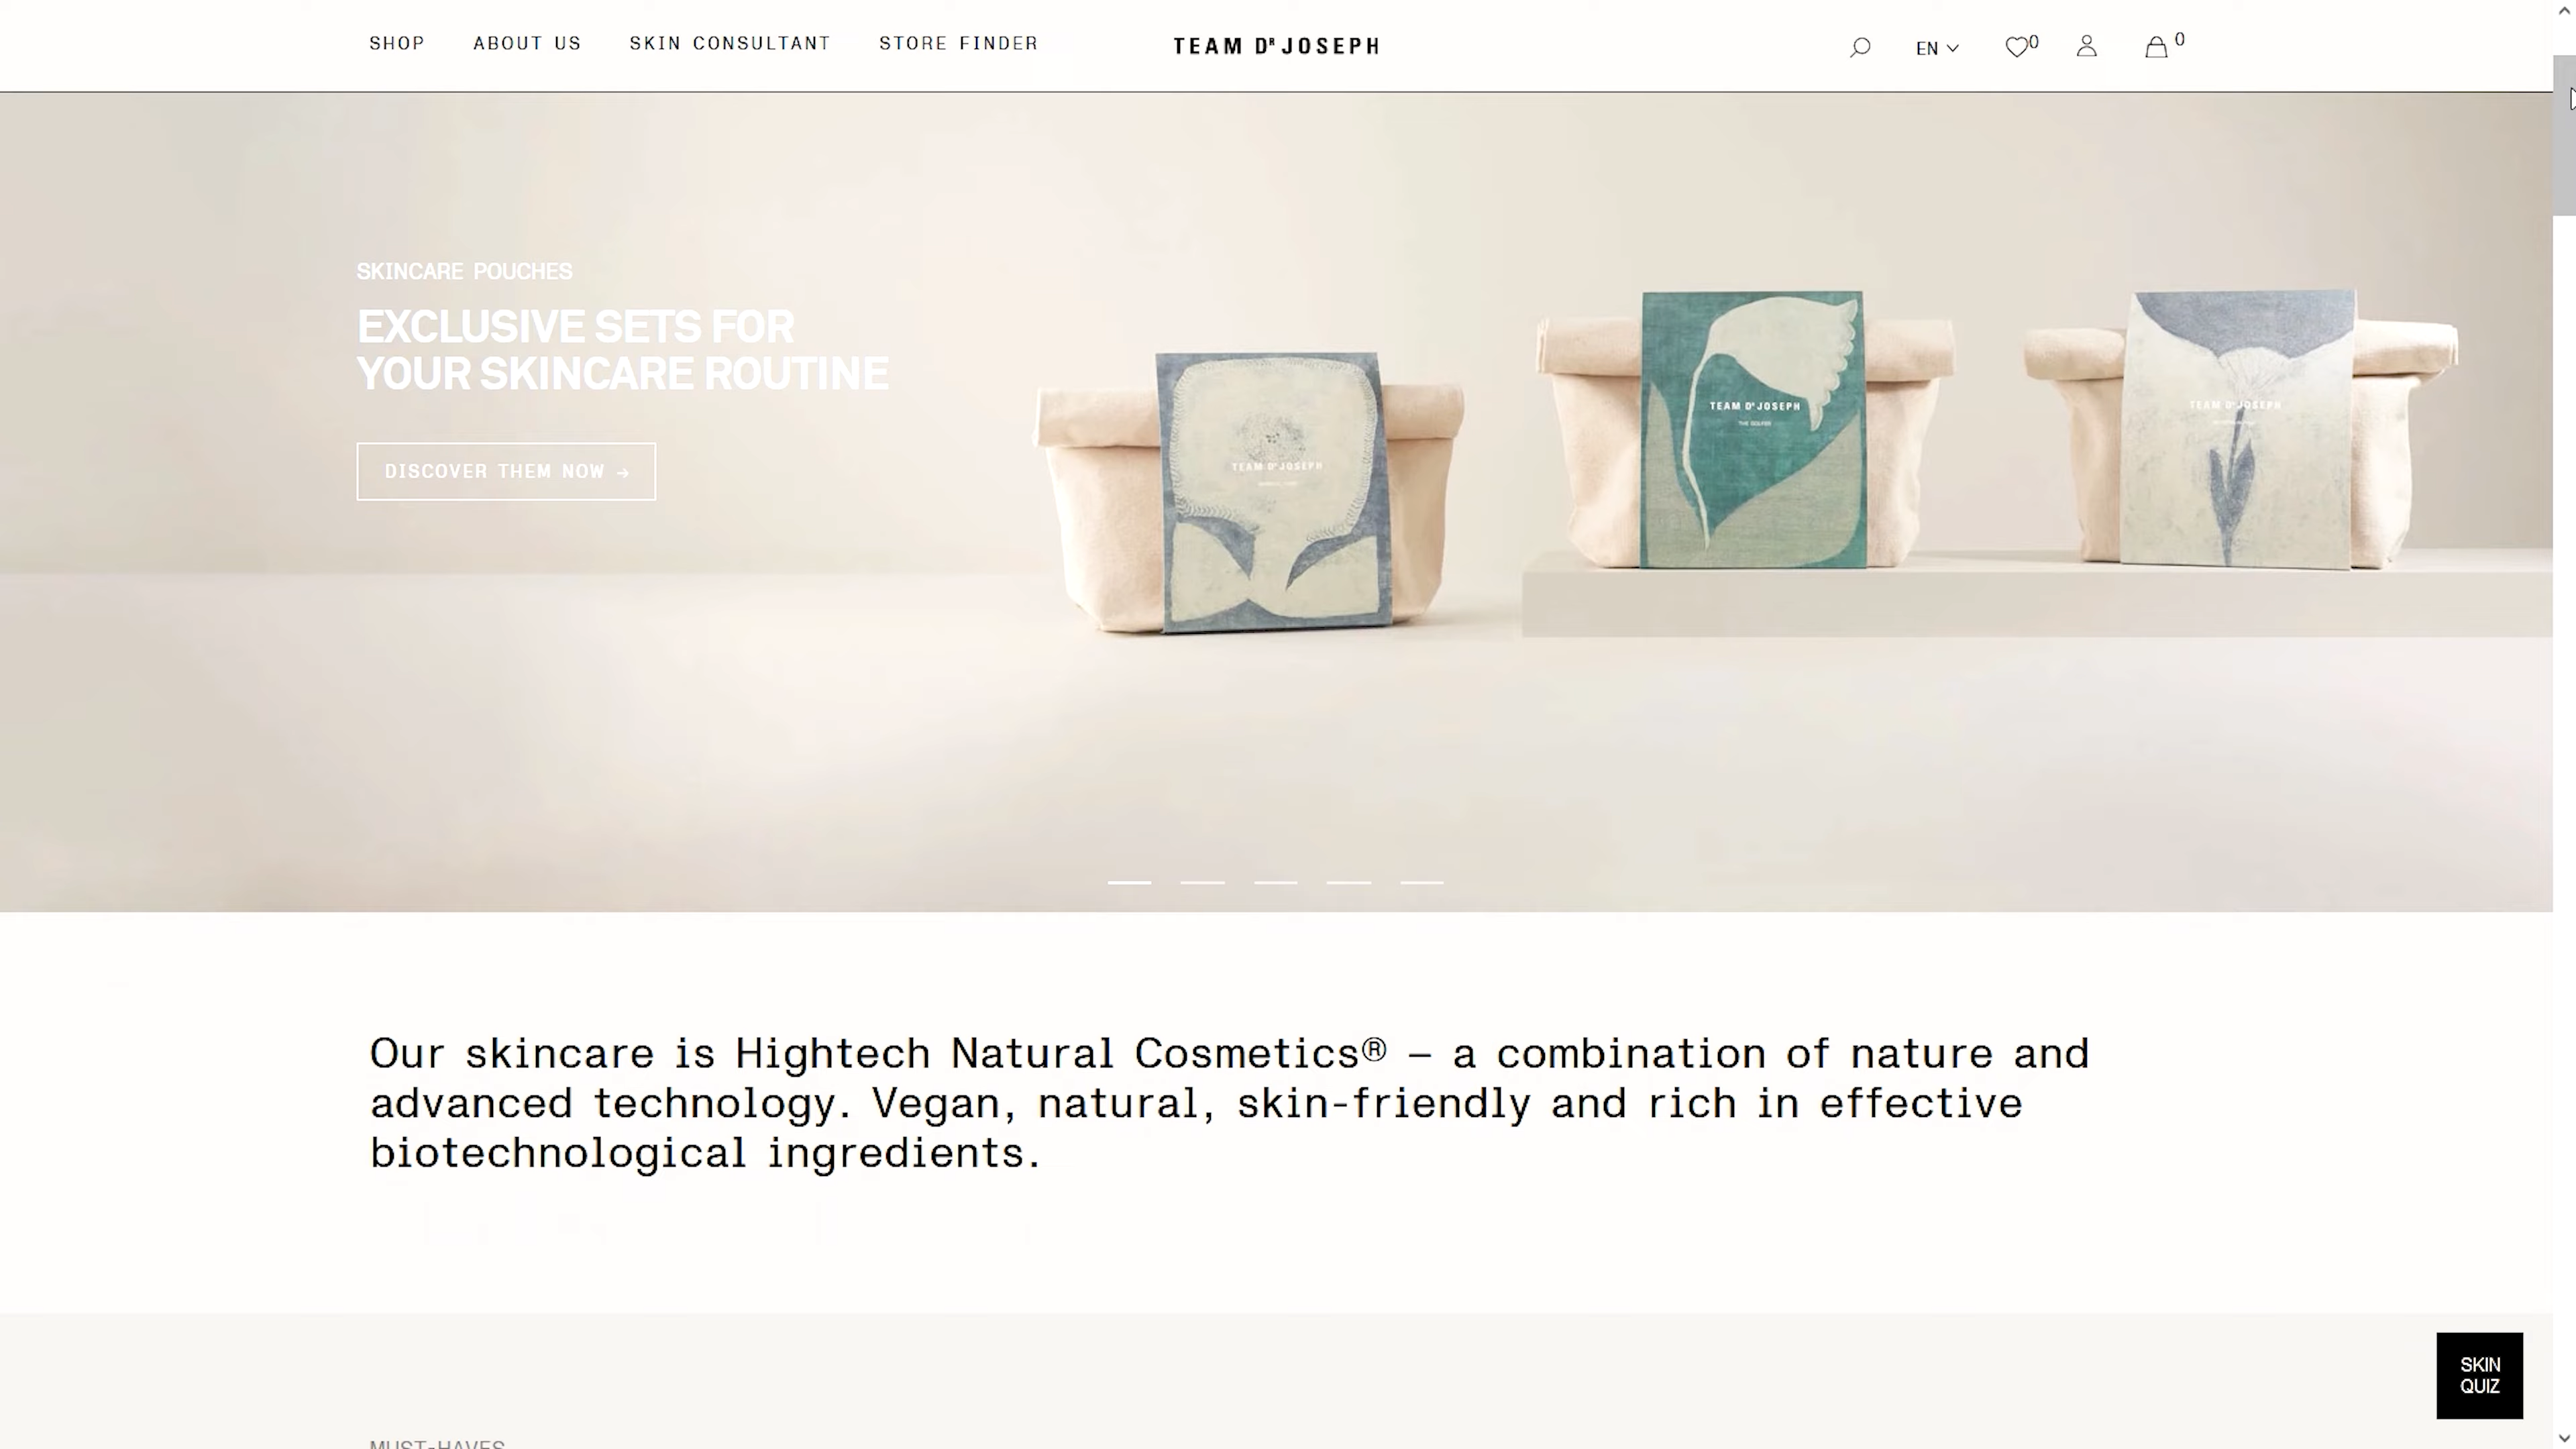 SHOP ABOUT US SKIN CONSULTANT STORE FINDER TEAM DR JOSEPH EN 0 0
SKINCARE POUCHES
EXCLUSIVE SETS FOR
YOUR SKINCARE ROUTINE
DISCOVER THEM NOW →
TEAM DR JOSEPH
TEAM DR JOSEPH
THE GOLFER
TEAM DR JOSEPH
Our skincare is Hightech Natural Cosmetics® – a combination of nature and
advanced technology. Vegan, natural, skin-friendly and rich in effective
biotechnological ingredients.
SKIN
QUIZ
MUST-HAVES